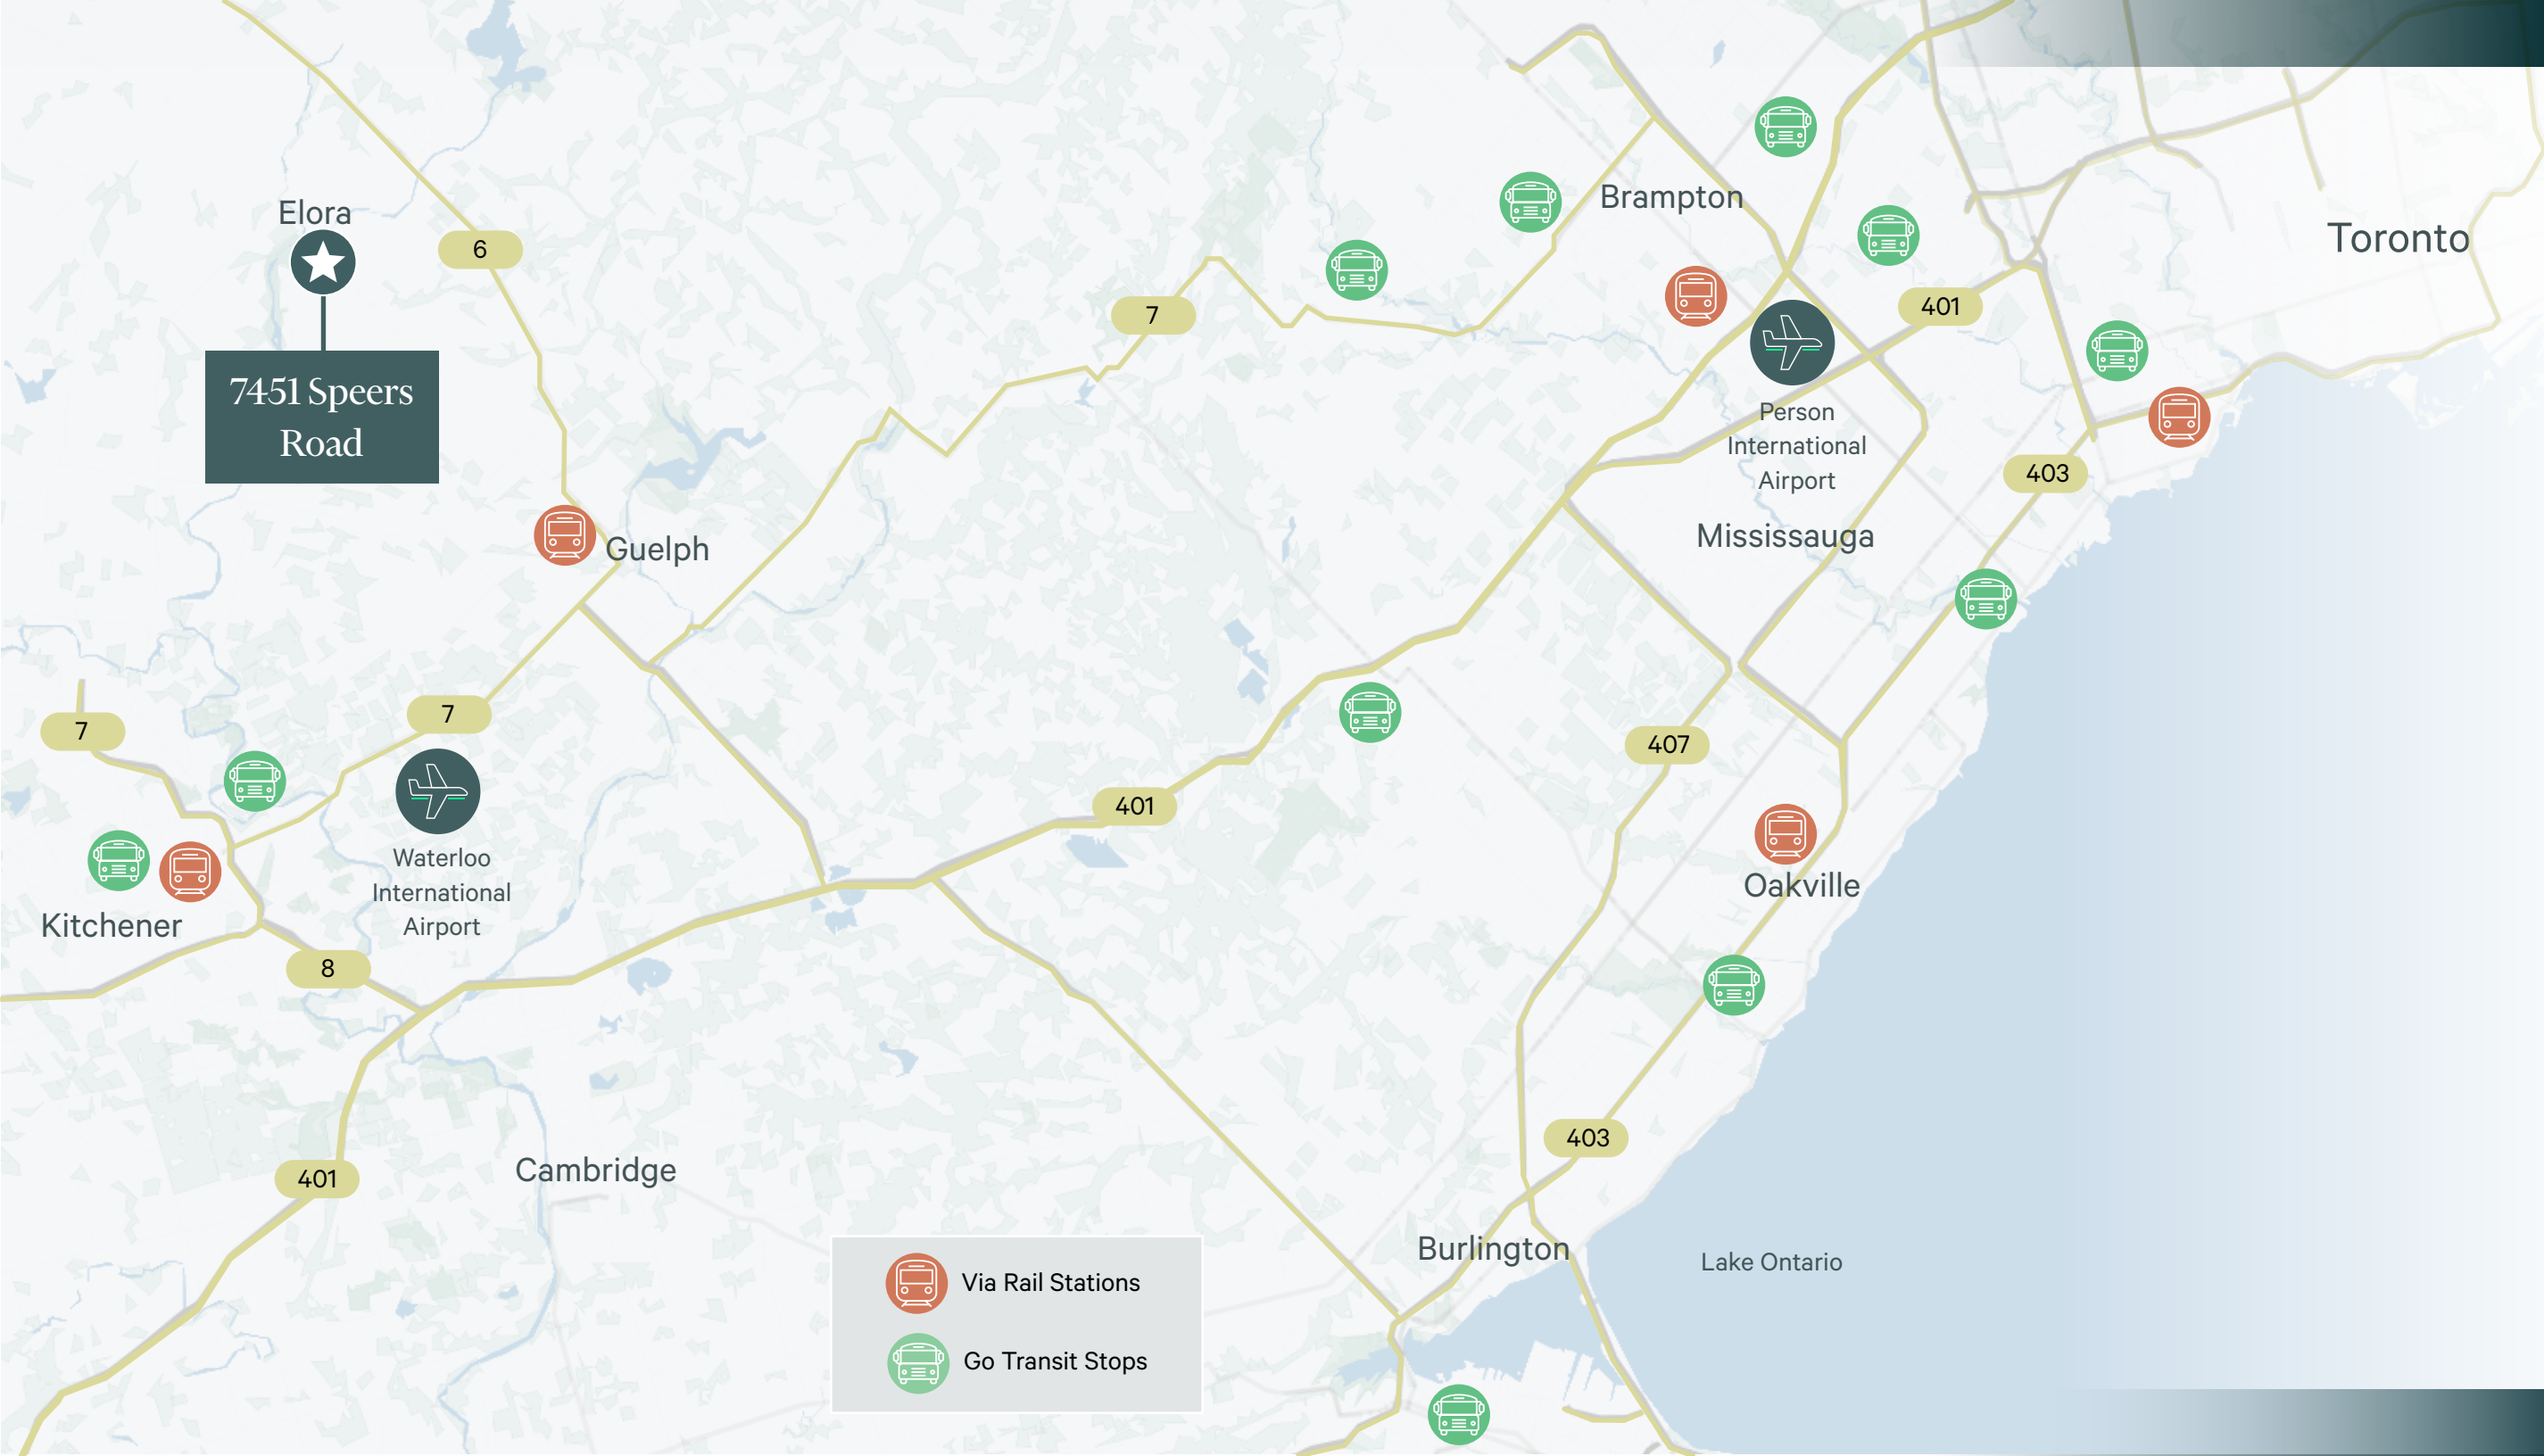 Brampton
Elora
Toronto
6
7
401
7451 Speers
Road
Person
International
Airport
403
Mississauga
Guelph
7
7
407
401
Waterloo
International
Airport
Oakville
Kitchener
8
403
Cambridge
401
Burlington
Lake Ontario
Via Rail Stations
Go Transit Stops